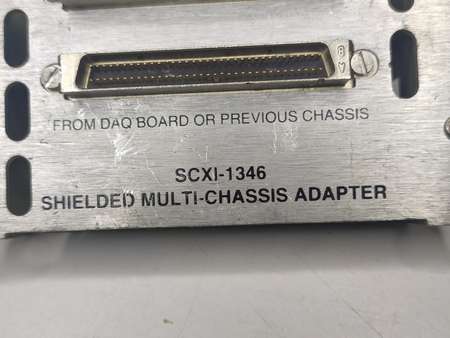 FROM DAQ BOARD OR PREVIOUS CHASSIS
SCXI-1346
SHIELDED MULTI-CHASSIS ADAPTER